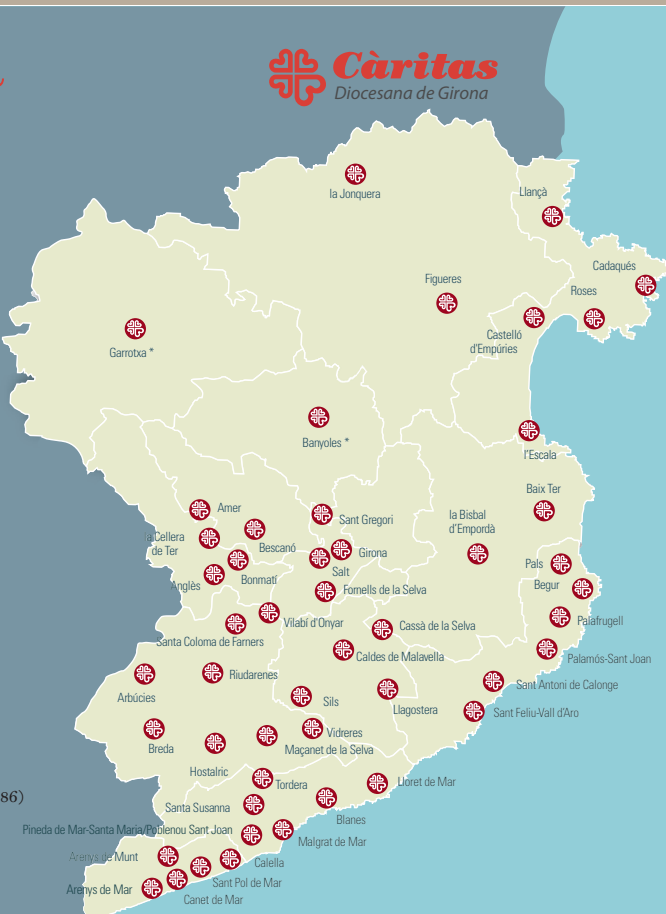 Càritas
Diocesana de Girona
la Jonquera
Llançà
Cadaqués
Figueres
Roses
Castelló
d'Empúries
Garrotxa *
Banyoles *
l'Escala
Baix Ter
Amer
Sant Gregori
la Bisbal
d'Empordà
la Cellera
de Ter
Bescanó
Girona
Salt
Pals
Bonmatí
Anglès
Fornells de la Selva
Begur
Vilabí d'Onyar
Cassà de la Selva
Palafrugell
Santa Coloma de Farners
Caldes de Malavella
Palamós-Sant Joan
Riudarenes
Sant Antoni de Calonge
Arbúcies
Sils
Llagostera
Sant Feliu-Vall d'Aro
Vidreres
Breda
Maçanet de la Selva
Hostalric
Tordera
Lloret de Mar
86)
Santa Susanna
Blanes
Pineda de Mar-Santa Maria/Poblenou Sant Joan
Malgrat de Mar
Arenys de Munt
Calella
Sant Pol de Mar
Arenys de Mar
Canet de Mar